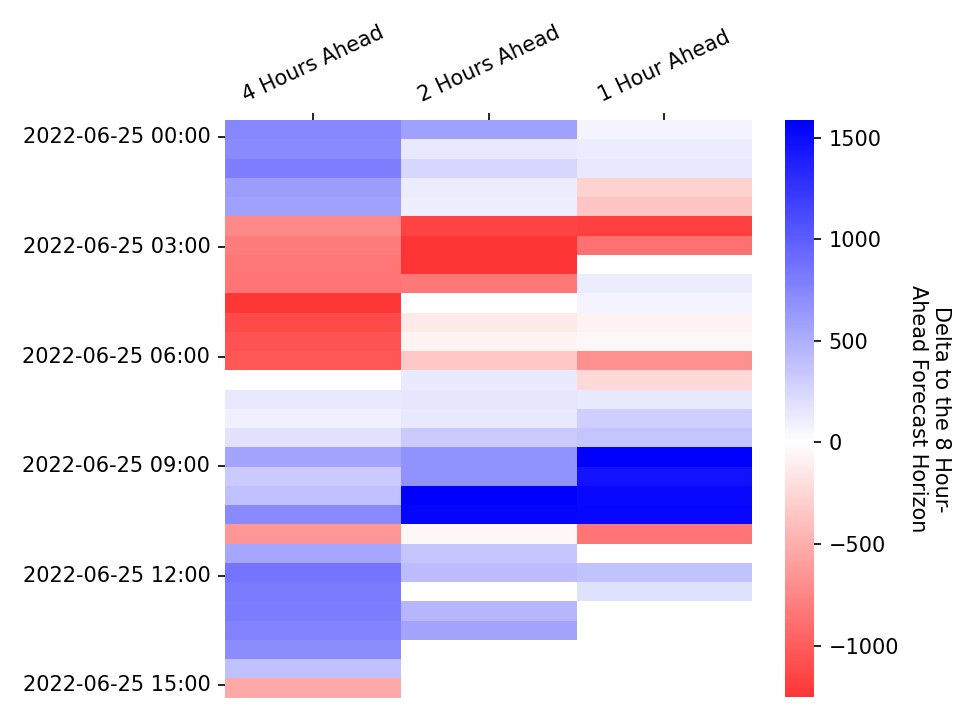 4 Hours Ahead
2 Hours Ahead
1 Hour Ahead
2022-06-25 00:00
2022-06-25 03:00
2022-06-25 06:00
2022-06-25 09:00
2022-06-25 12:00
2022-06-25 15:00
1500
1000
500
0
−500
−1000
Delta to the 8 Hour-
Ahead Forecast Horizon